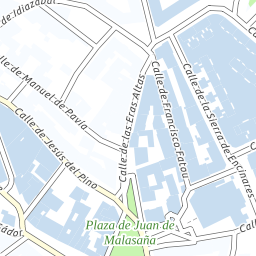 de Idiazábal
Calle de Manuel de Pavía
Calle de Jesús del Pino
Calle de las Eras Altas
Calle de Francisco Fatou
Calle de la Sierra de Encinares
Plaza de Juan de
Malasaña
Calle